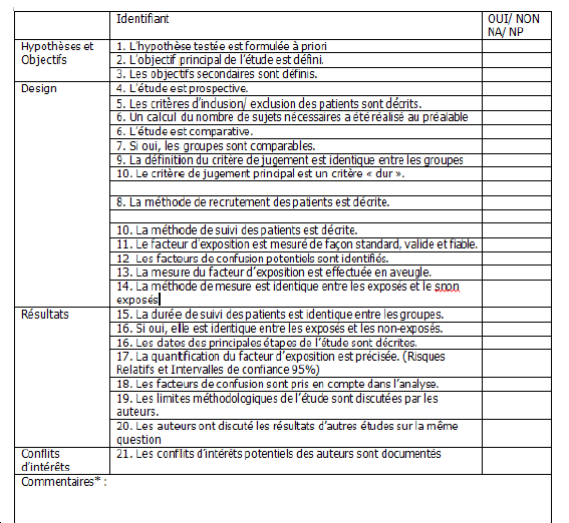 Identifiant
OUI/ NON
NA/ NP
Hypothèses et
Objectifs
1. L'hypothèse testée est formulée à priori
2. L'objectif principal de l'étude est défini.
3. Les objectifs secondaires sont définis.
Design
4. L'étude est prospective.
5. Les critères d'inclusion/ exclusion des patients sont décrits.
6. Un calcul du nombre de sujets nécessaires a été réalisé au préalable
6. L'étude est comparative.
7. Si oui, les groupes sont comparables.
9. La définition du critère de jugement est identique entre les groupes
10. Le critère de jugement principal est un critère « dur ».
8. La méthode de recrutement des patients est décrite.
10. La méthode de suivi des patients est décrite.
11. Le facteur d'exposition est mesuré de façon standard, valide et fiable.
12 Les facteurs de confusion potentiels sont identifiés.
13. La mesure du facteur d'exposition est effectuée en aveugle.
14. La méthode de mesure est identique entre les exposés et le snon
exposés
Résultats
15. La durée de suivi des patients est identique entre les groupes.
16. Si oui, elle est identique entre les exposés et les non-exposés.
16. Les dates des principales étapes de l'étude sont décrites.
17. La quantification du facteur d'exposition est précisée. (Risques
Relatifs et Intervalles de confiance 95%)
18. Les facteurs de confusion sont pris en compte dans l'analyse.
19. Les limites méthodologiques de l'étude sont discutées par les
auteurs.
20. Les auteurs ont discuté les résultats d'autres études sur la même
question
Conflits
d'intérêts
21. Les conflits d'intérêts potentiels des auteurs sont documentés
Commentaires* :